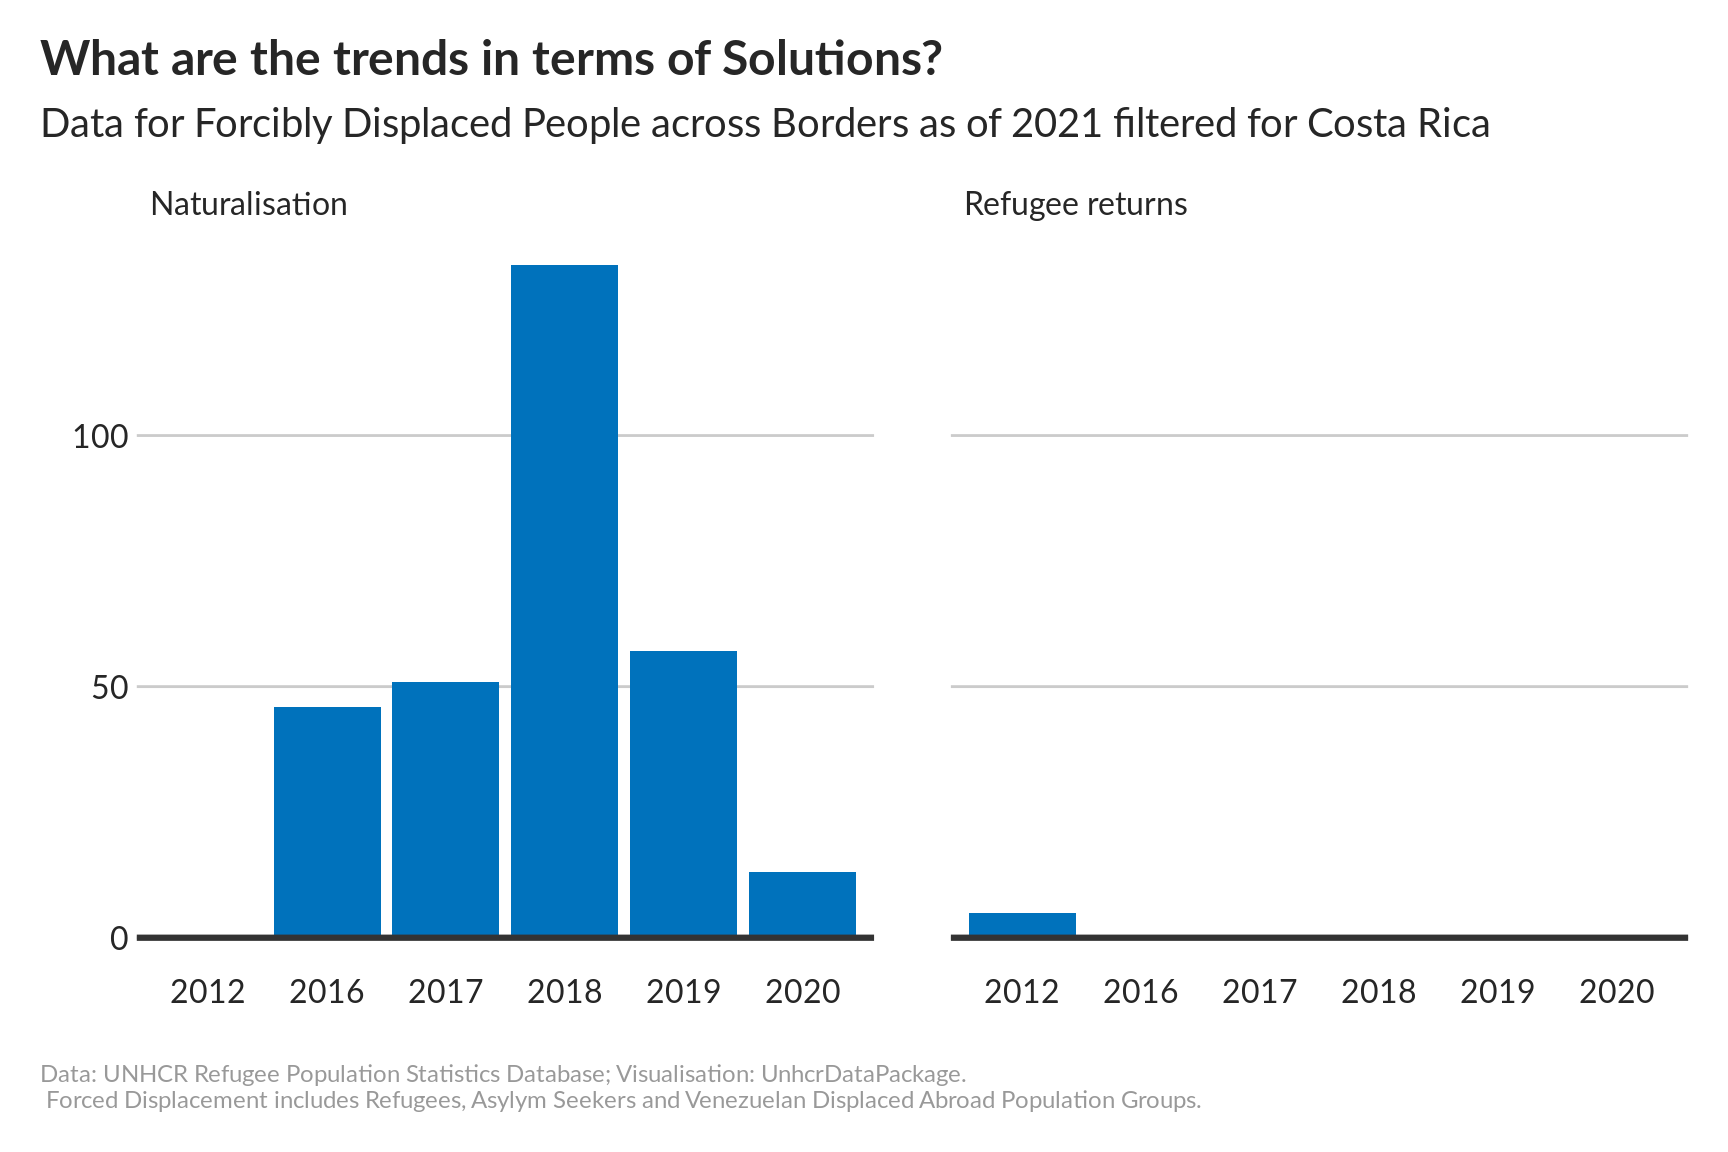 What are the trends in terms of Solutions?
Data for Forcibly Displaced People across Borders as of 2021 filtered for Costa Rica
Naturalisation
Refugee returns
100
50
0
2012 2016 2017 2018 2019 2020
2012 2016 2017 2018 2019 2020
Data: UNHCR Refugee Population Statistics Database; Visualisation: UnhcrDataPackage.
Forced Displacement includes Refugees, Asylym Seekers and Venezuelan Displaced Abroad Population Groups.